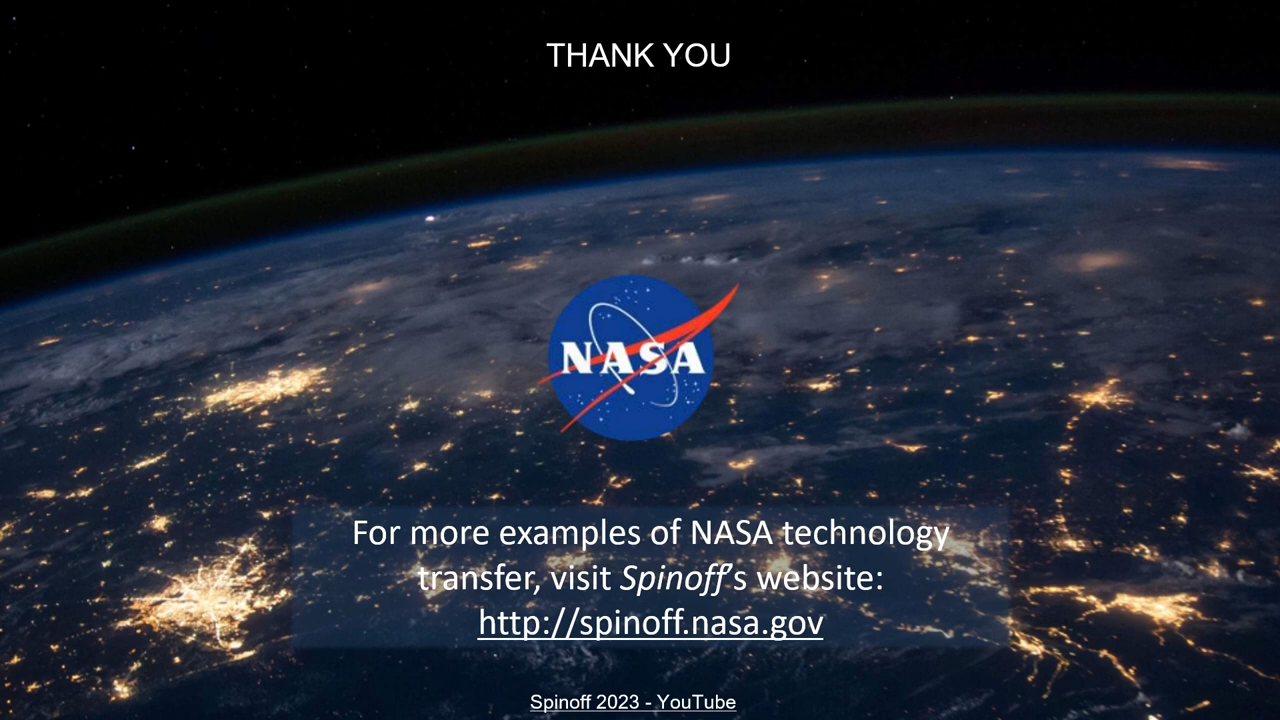 THANK YOU
NASA
For more examples of NASA technology
transfer, visit Spinoff’s website:
http://spinoff.nasa.gov
Spinoff 2023 - YouTube